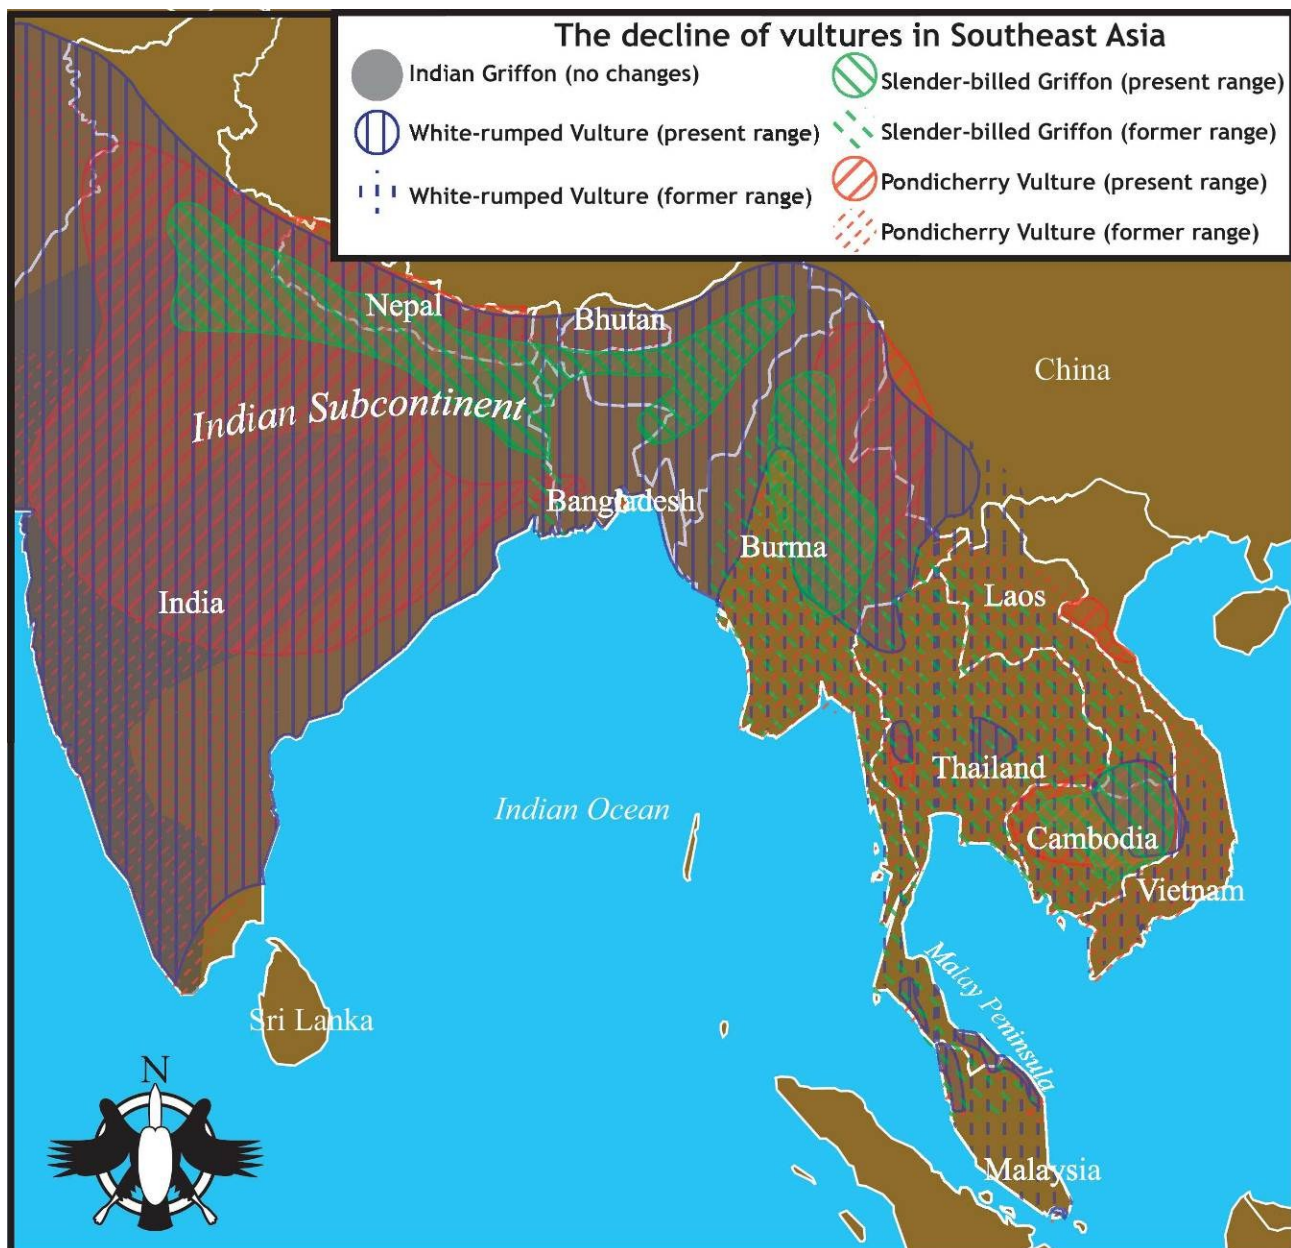 The decline of vultures in Southeast Asia
Indian Griffon (no changes)
White-rumped Vulture (present range)
White-rumped Vulture (former range)
Slender-billed Griffon (present range)
Slender-billed Griffon (former range)
Pondicherry Vulture (present range)
Pondicherry Vulture (former range)
Nepal
Bhutan
China
Indian Subcontinent
Bangladesh
Burma
India
Laos
Thailand
Indian Ocean
Cambodia
Vietnam
Malay Peninsula
Sri Lanka
N
Malaysia